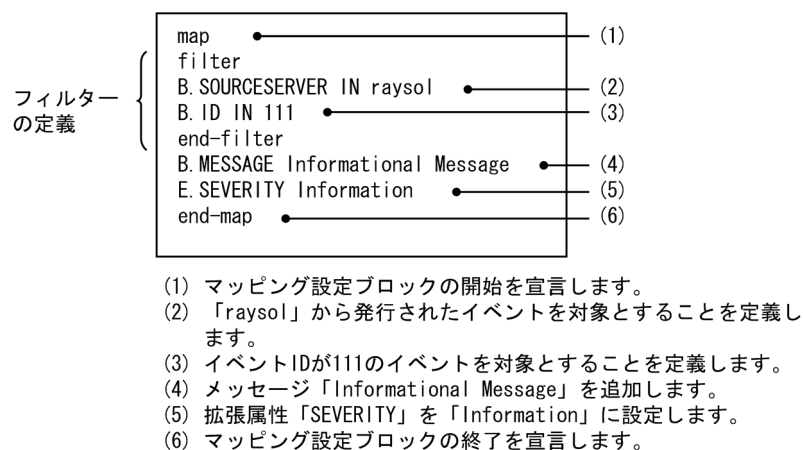 map (1)
filter
B.SOURCESERVER IN raysol (2)
B.ID IN 111 (3)
end-filter
B.MESSAGE Informational Message (4)
E.SEVERITY Information (5)
end-map (6)
フィルター
の定義
(1) マッピング設定ブロックの開始を宣言します。
(2) 「raysol」から発行されたイベントを対象とすることを定義し
ます。
(3) イベントIDが111のイベントを対象とすることを定義します。
(4) メッセージ「Informational Message」を追加します。
(5) 拡張属性「SEVERITY」を「Information」に設定します。
(6) マッピング設定ブロックの終了を宣言します。